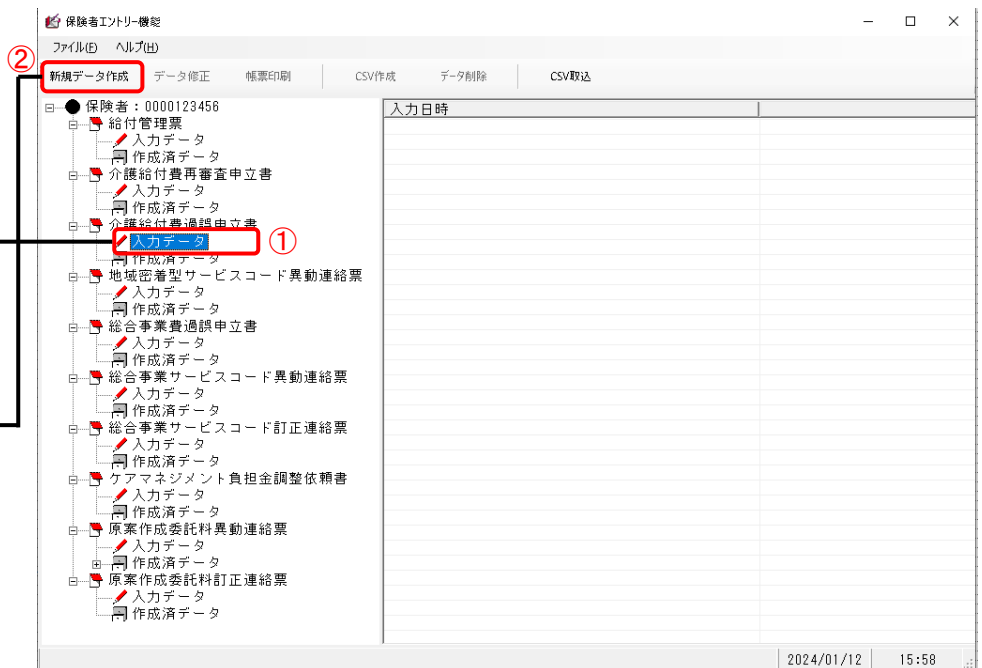 保険者エントリー機能
ファイル(F) ヘルプ(H)
②
新規データ作成 データ修正 帳票印刷 CSV作成 データ削除 CSV取込
保険者：0000123456
入力日時
給付管理票
入力データ
作成済データ
介護給付費再審査申立書
入力データ
作成済データ
介護給付費過誤申立書
入力データ ①
作成済データ
地域密着型サービスコード異動連絡票
入力データ
作成済データ
総合事業費過誤申立書
入力データ
作成済データ
総合事業サービスコード異動連絡票
入力データ
作成済データ
総合事業サービスコード訂正連絡票
入力データ
作成済データ
ケアマネジメント負担金調整依頼書
入力データ
作成済データ
原案作成委託料異動連絡票
入力データ
作成済データ
原案作成委託料訂正連絡票
入力データ
作成済データ
2024/01/12 15:58